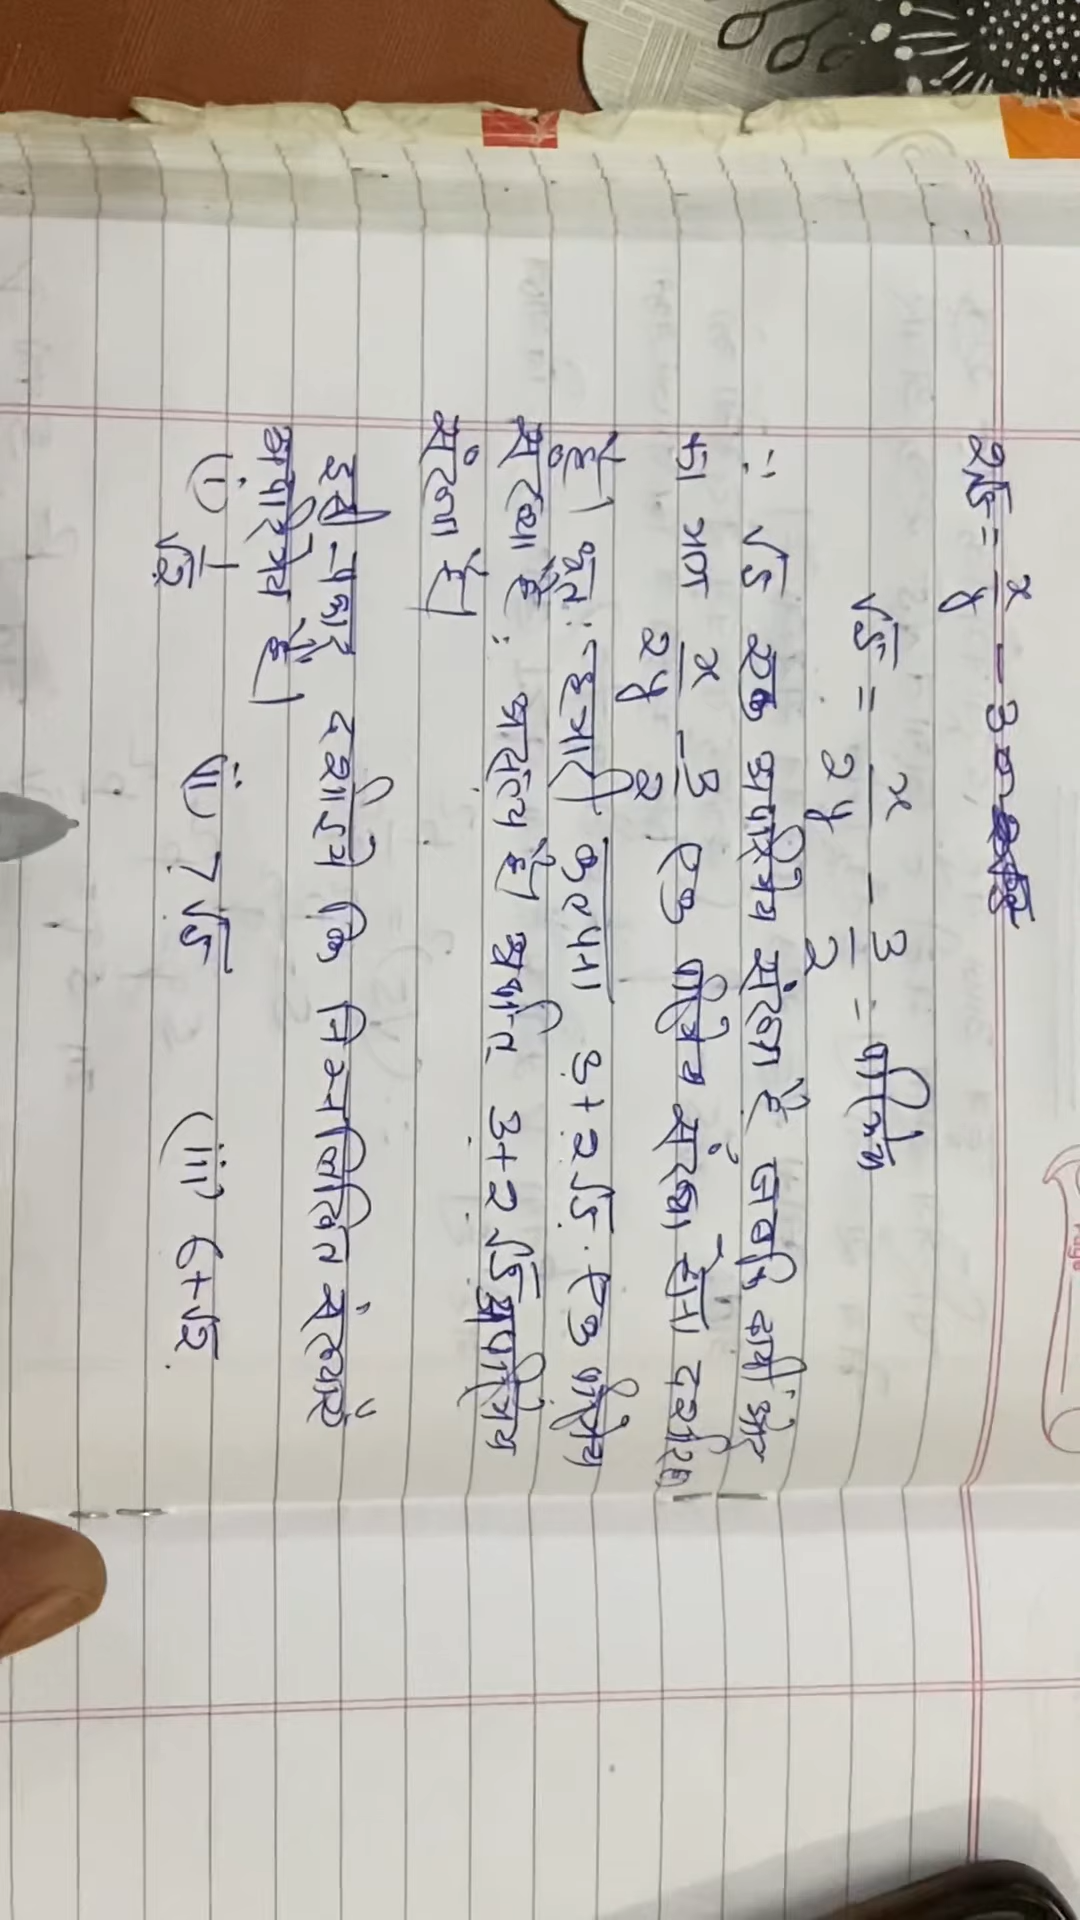 2√5 = x/y - 3
√5 = x/2y - 3/2 = परिमेय
∵ √5 एक अपरिमेय संख्या है जबकि दायीं ओर
का भाग x/2y - 3/2 एक परिमेय संख्या होना दर्शाता
है। अतः हमारी कल्पना 3+2√5 एक परिमेय
संख्या है, असत्य है। अर्थात 3+2√5 अपरिमेय
संख्या है।
इसी प्रकार दर्शाइये कि निम्नलिखित संख्यायें
अपरिमेय हैं।
(i) 1/√2 (ii) 7√5 (iii) 6+√2
Page